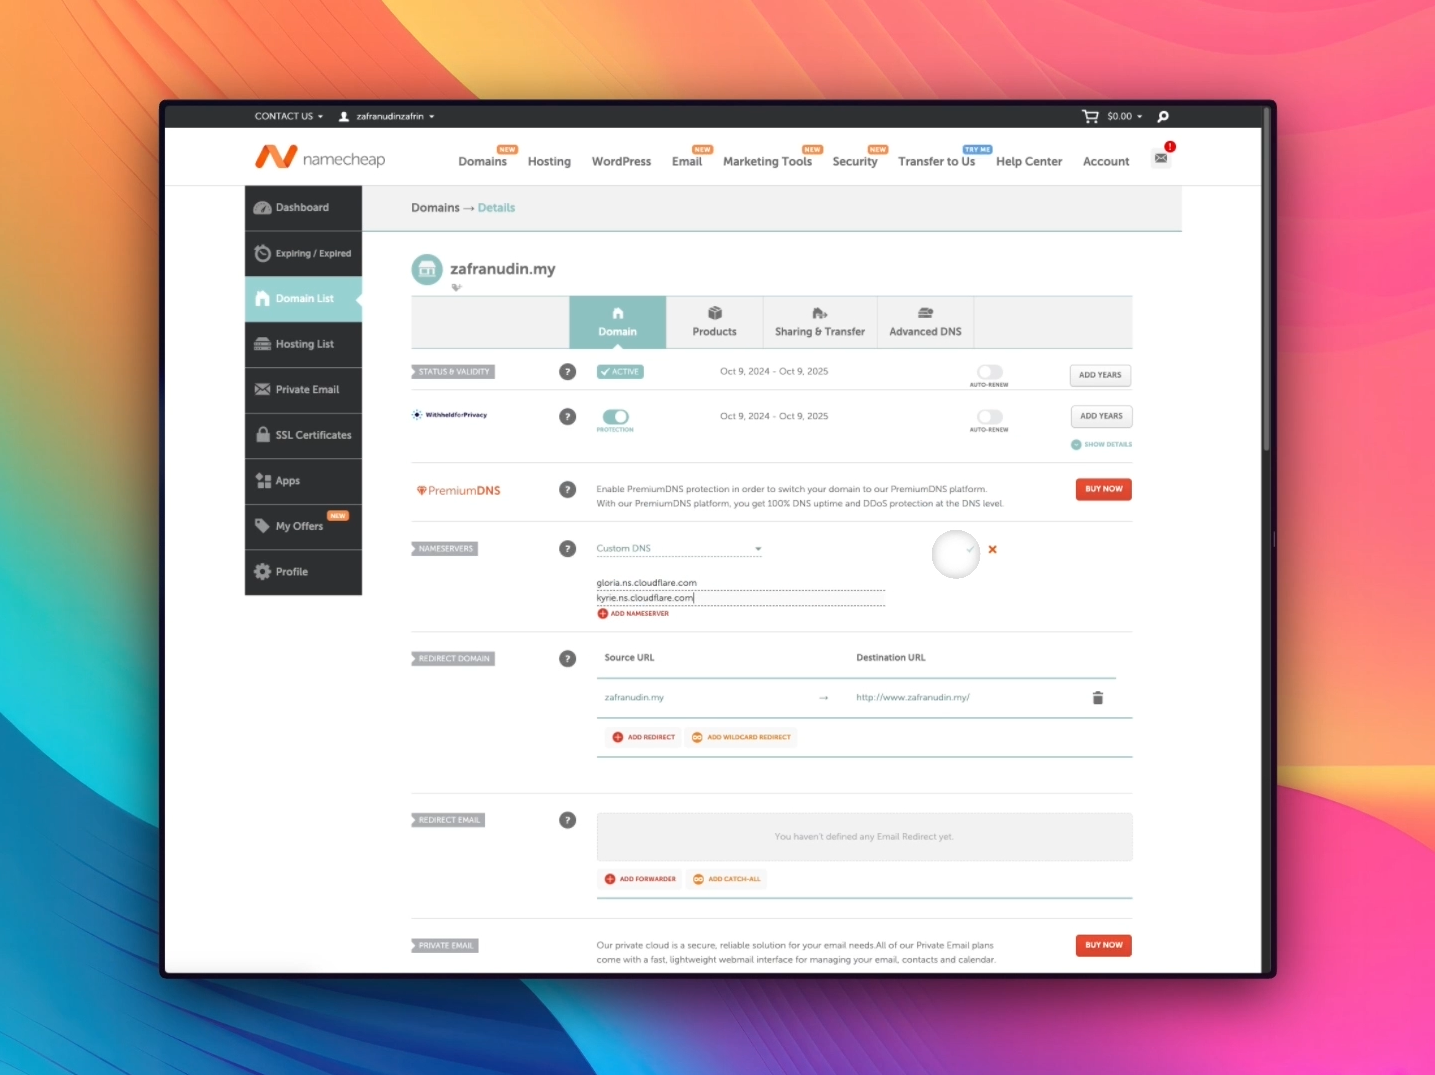 CONTACT US
zafranudinzafrin
$0.00
namecheap
Domains
NEW
Hosting
WordPress
Email
NEW
Marketing Tools
NEW
Security
NEW
Transfer to Us
TRY ME
Help Center
Account
!
Dashboard
Expiring / Expired
Domain List
Hosting List
Private Email
SSL Certificates
Apps
My Offers
NEW
Profile
Domains → Details
zafranudin.my
Domain
Products
Sharing & Transfer
Advanced DNS
STATUS & VALIDITY
?
ACTIVE
Oct 9, 2024 - Oct 9, 2025
AUTO-RENEW
ADD YEARS
WithheldforPrivacy
?
PROTECTION
Oct 9, 2024 - Oct 9, 2025
AUTO-RENEW
ADD YEARS
SHOW DETAILS
PremiumDNS
?
Enable PremiumDNS protection in order to switch your domain to our PremiumDNS platform.
With our PremiumDNS platform, you get 100% DNS uptime and DDoS protection at the DNS level.
BUY NOW
NAMESERVERS
?
Custom DNS
gloria.ns.cloudflare.com
kyrie.ns.cloudflare.com
ADD NAMESERVER
REDIRECT DOMAIN
?
Source URL
Destination URL
zafranudin.my
→
http://www.zafranudin.my/
ADD REDIRECT
ADD WILDCARD REDIRECT
REDIRECT EMAIL
?
You haven't defined any Email Redirect yet.
ADD FORWARDER
ADD CATCH-ALL
PRIVATE EMAIL
Our private cloud is a secure, reliable solution for your email needs.All of our Private Email plans
come with a fast, lightweight webmail interface for managing your email, contacts and calendar.
BUY NOW